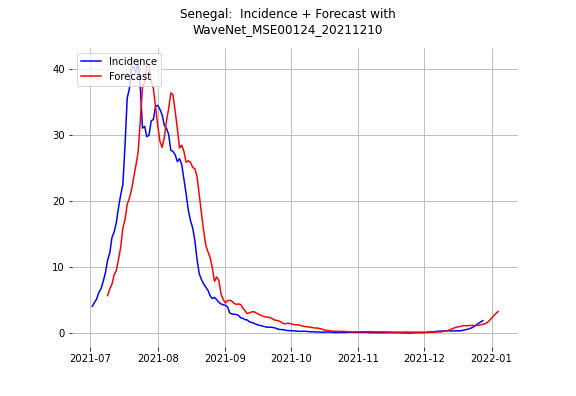 Senegal:  Incidence + Forecast with
WaveNet_MSE00124_20211210
Incidence
Forecast
40
30
20
10
0
2021-07 2021-08 2021-09 2021-10 2021-11 2021-12 2022-01